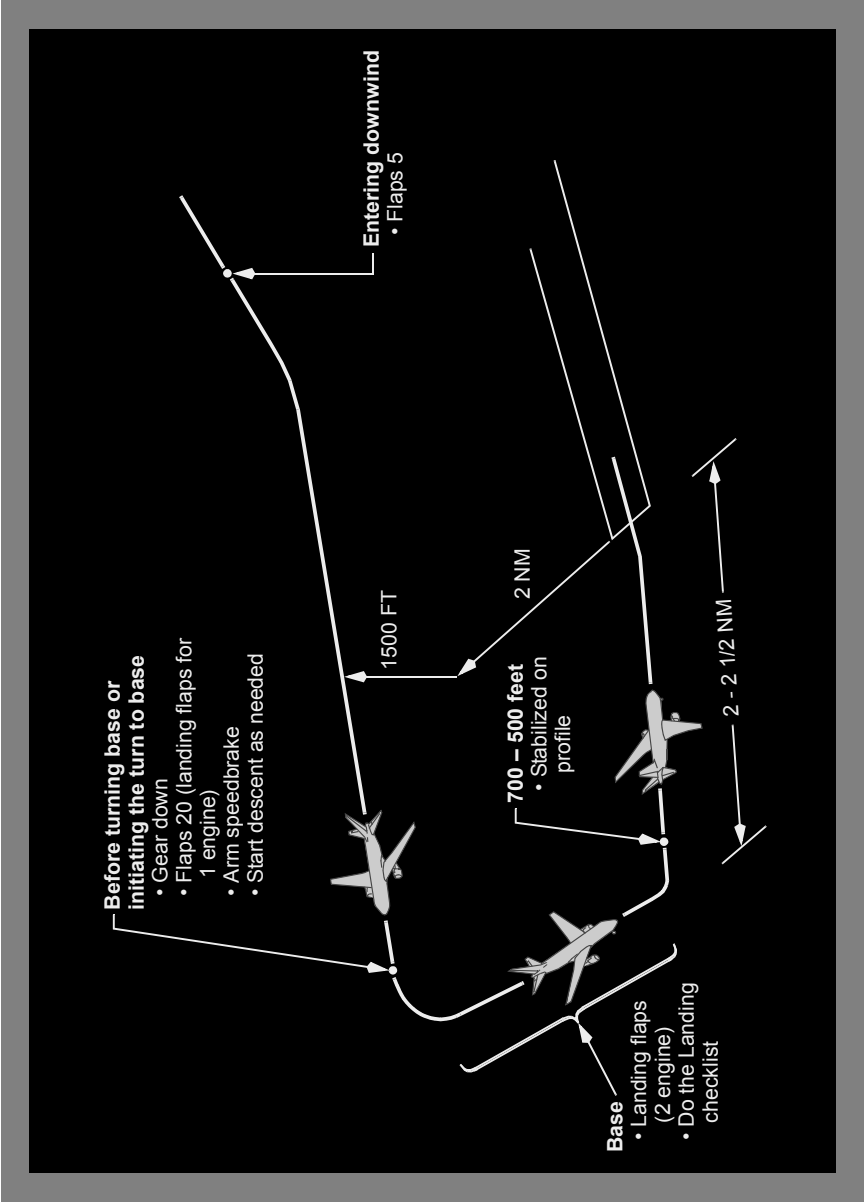 Entering downwind
• Flaps 5
Before turning base or
initiating the turn to base
• Gear down
• Flaps 20 (landing flaps for
1 engine)
• Arm speedbrake
• Start descent as needed
1500 FT
2 NM
700 – 500 feet
• Stabilized on
profile
2 - 2 1/2 NM
Base
• Landing flaps
(2 engine)
• Do the Landing
checklist